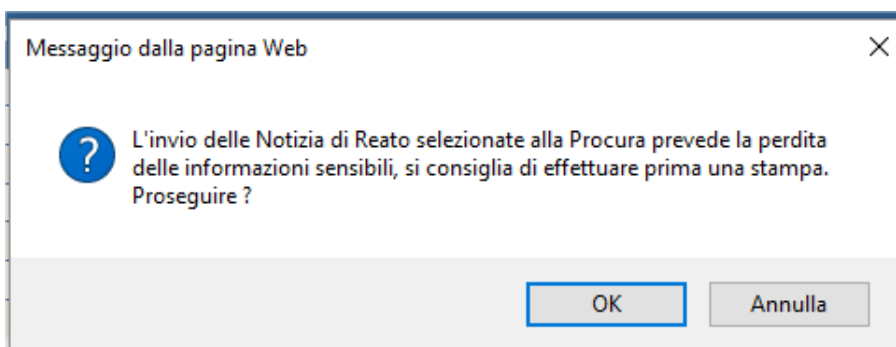 Messaggio dalla pagina Web
L'invio delle Notizia di Reato selezionate alla Procura prevede la perdita
delle informazioni sensibili, si consiglia di effettuare prima una stampa.
Proseguire ?
OK
Annulla